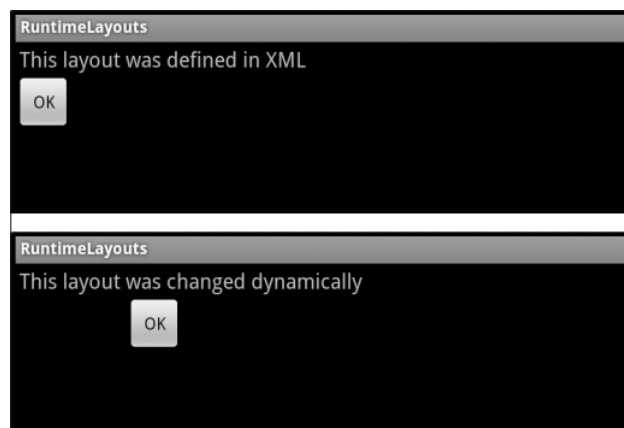 RuntimeLayouts
This layout was defined in XML
OK
RuntimeLayouts
This layout was changed dynamically
OK